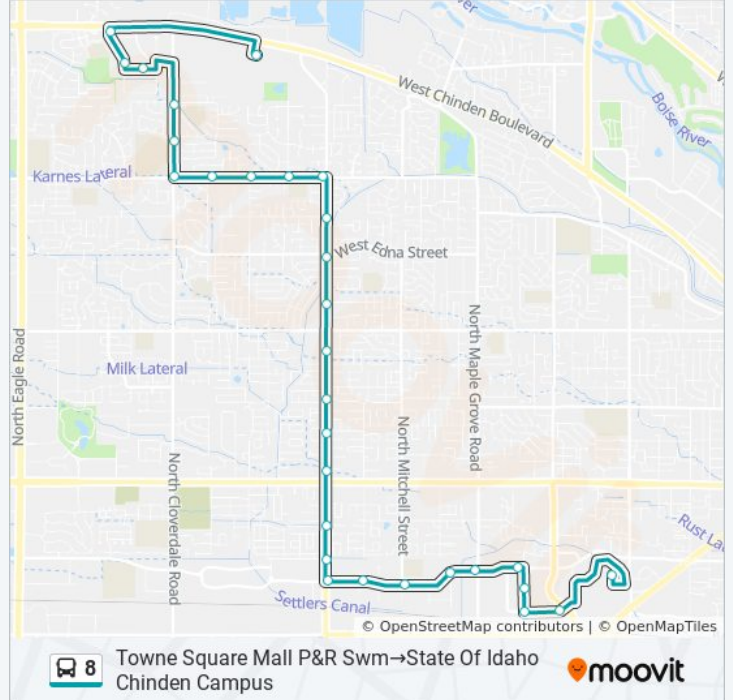 ver
West Chinden Boulevard
Boise River
Karnes Lateral
West Edna Street
North Eagle Road
Milk Lateral
North Maple Grove Road
North Mitchell Street
North Cloverdale Road
Rust La
Settlers Canal
© OpenStreetMap contributors | © OpenMapTiles
8
Towne Square Mall P&R Swm→State Of Idaho
Chinden Campus
moovit